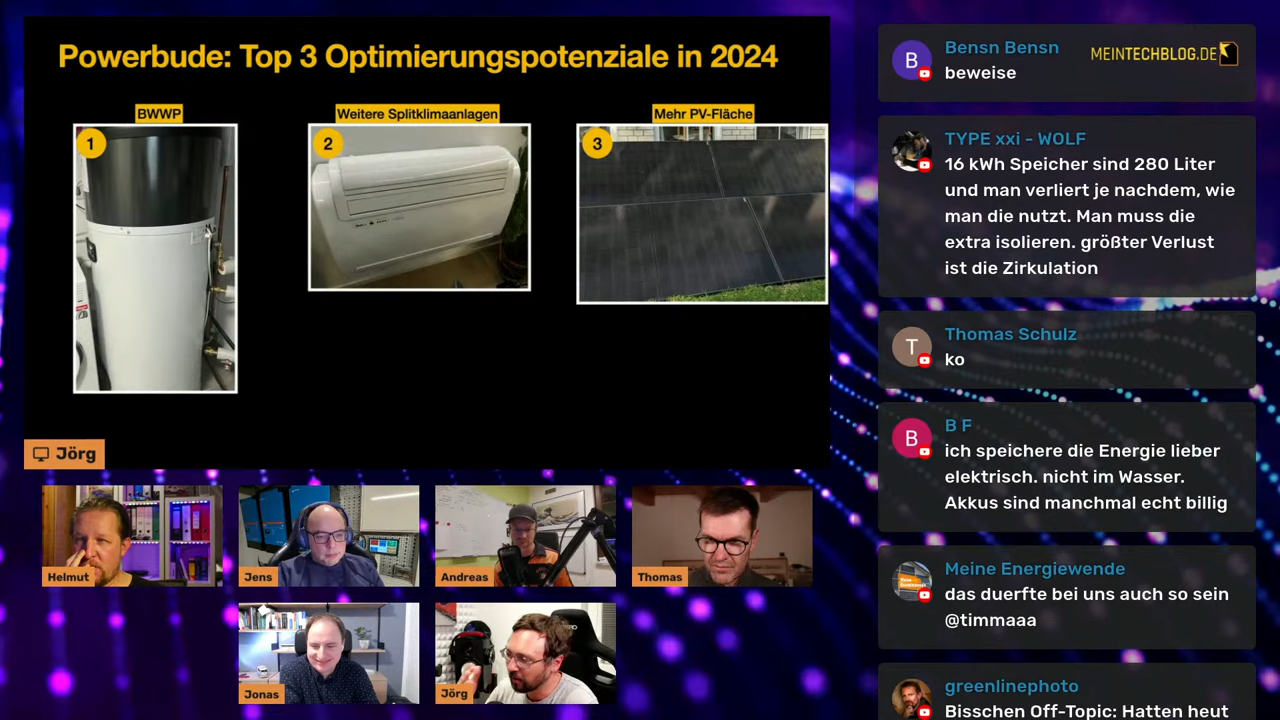 Powerbude: Top 3 Optimierungspotenziale in 2024
BWWP
1
Weitere Splitklimaanlagen
2
Mehr PV-Fläche
3
Jörg
Helmut
Jens
Andreas
Thomas
Jonas
Jörg
MEINTECHBLOG.DE
B
Bensn Bensn
beweise
TYPE xxi - WOLF
16 kWh Speicher sind 280 Liter
und man verliert je nachdem, wie
man die nutzt. Man muss die
extra isolieren. größter Verlust
ist die Zirkulation
T
Thomas Schulz
ko
B
B F
ich speichere die Energie lieber
elektrisch. nicht im Wasser.
Akkus sind manchmal echt billig
Meine Energiewende
das duerfte bei uns auch so sein
@timmaaa
greenlinephoto
Bisschen Off-Topic: Hatten heut